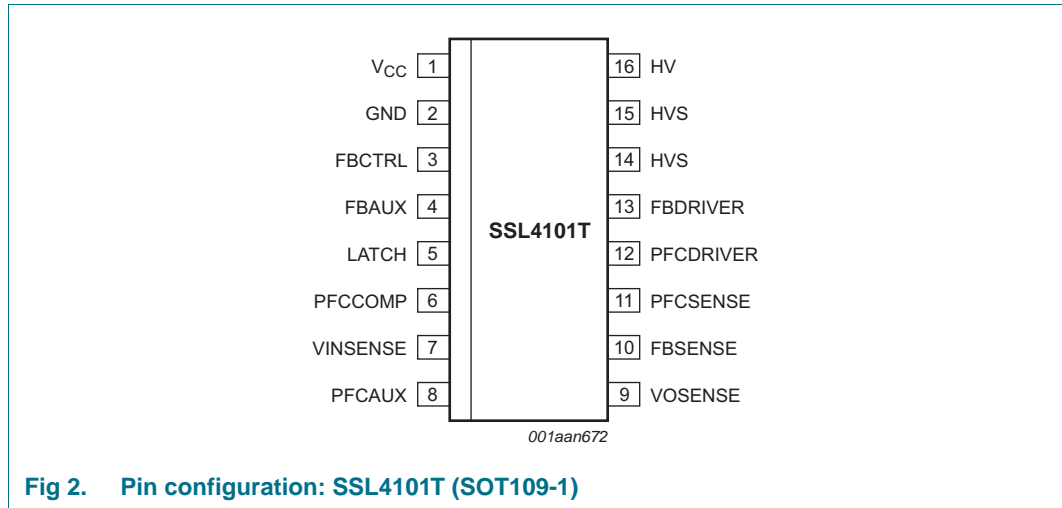 V_CC 1 16 HV
GND 2 15 HVS
FBCTRL 3 14 HVS
FBAUX 4 13 FBDRIVER
SSL4101T
LATCH 5 12 PFCDRIVER
PFCCOMP 6 11 PFCSENSE
VINSENSE 7 10 FBSENSE
PFCAUX 8 9 VOSENSE
001aan672
Fig 2. Pin configuration: SSL4101T (SOT109-1)